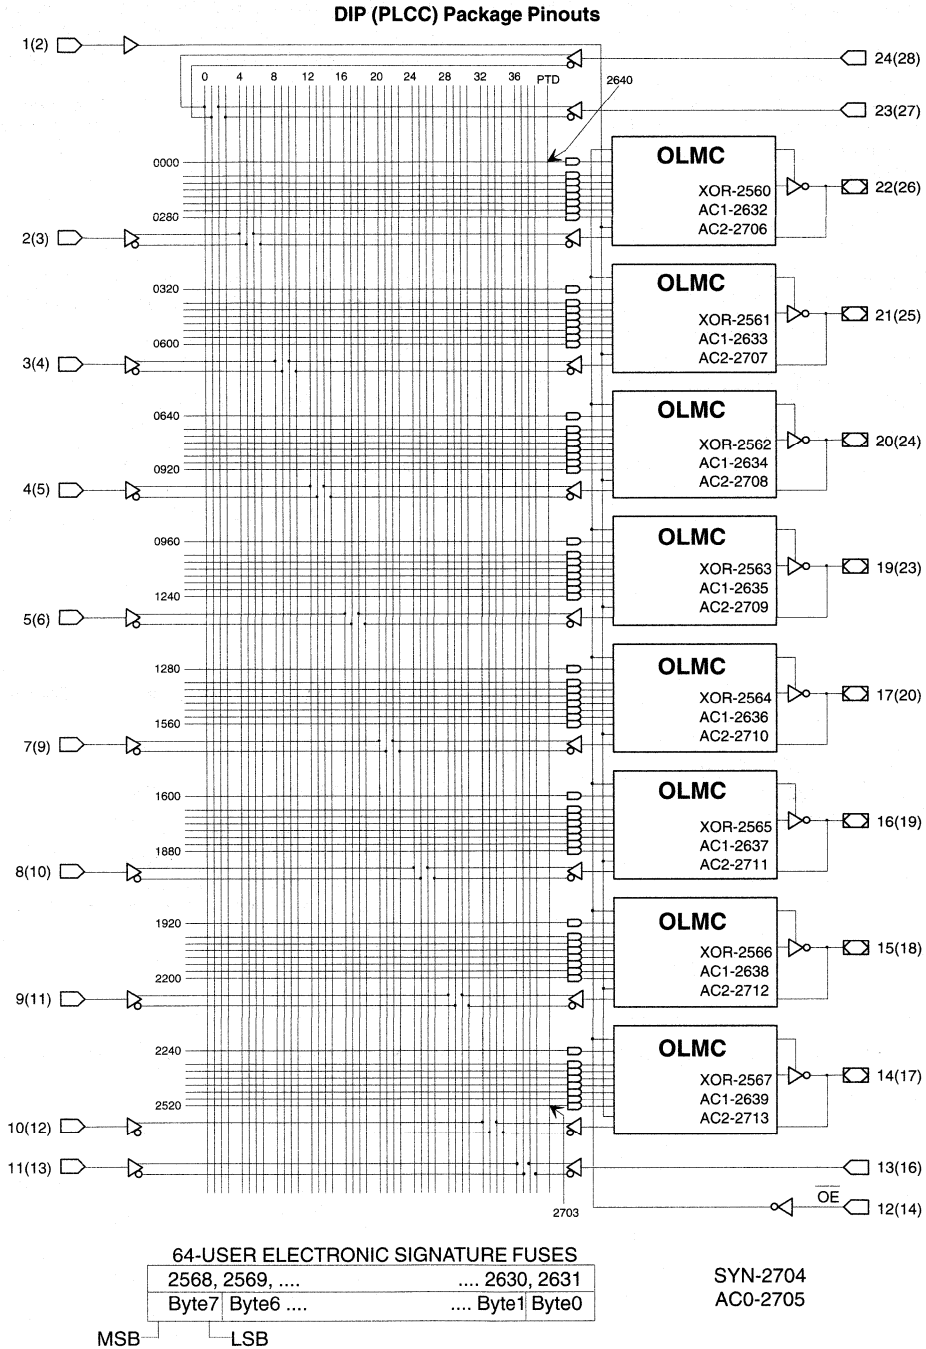 DIP (PLCC) Package Pinouts
1(2)
24(28)
0 4 8 12 16 20 24 28 32 36 PTD 2640
23(27)
0000
OLMC
XOR-2560
AC1-2632
AC2-2706
22(26)
0280
2(3)
0320
OLMC
XOR-2561
AC1-2633
AC2-2707
21(25)
0600
3(4)
0640
OLMC
XOR-2562
AC1-2634
AC2-2708
20(24)
0920
4(5)
0960
OLMC
XOR-2563
AC1-2635
AC2-2709
19(23)
1240
5(6)
1280
OLMC
XOR-2564
AC1-2636
AC2-2710
17(20)
1560
7(9)
1600
OLMC
XOR-2565
AC1-2637
AC2-2711
16(19)
1880
8(10)
1920
OLMC
XOR-2566
AC1-2638
AC2-2712
15(18)
2200
9(11)
2240
OLMC
XOR-2567
AC1-2639
AC2-2713
14(17)
2520
10(12)
11(13)
13(16)
2703
OE
12(14)
64-USER ELECTRONIC SIGNATURE FUSES
2568, 2569, .... .... 2630, 2631
Byte7 Byte6 .... .... Byte1 Byte0
MSB LSB
SYN-2704
AC0-2705